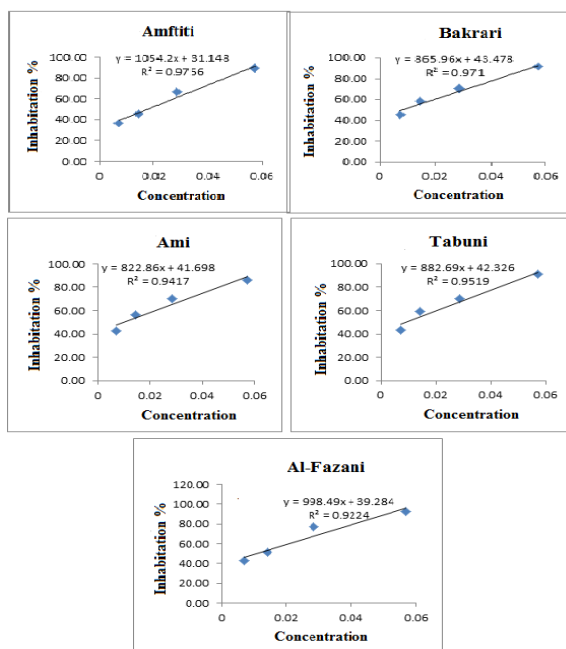 Amftiti
y = 1054.2x + 31.148
R² = 0.9756
100.00
80.00
60.00
40.00
20.00
0.00
0
0.02
0.04
0.06
Inhabitation %
Concentration
Bakrari
y = 865.96x + 43.478
R² = 0.971
100.00
80.00
60.00
40.00
20.00
0.00
0
0.02
0.04
0.06
Inhabitation %
Concentration
Ami
y = 822.86x + 41.698
R² = 0.9417
100.00
80.00
60.00
40.00
20.00
0.00
0
0.02
0.04
0.06
Inhabitation %
Concentration
Tabuni
y = 882.69x + 42.326
R² = 0.9519
100.00
80.00
60.00
40.00
20.00
0.00
0
0.02
0.04
0.06
Inhabitation %
Concentration
Al-Fazani
y = 998.49x + 39.284
R² = 0.9224
120.00
100.00
80.00
60.00
40.00
20.00
0.00
0
0.02
0.04
0.06
Inhabitation %
Concentration